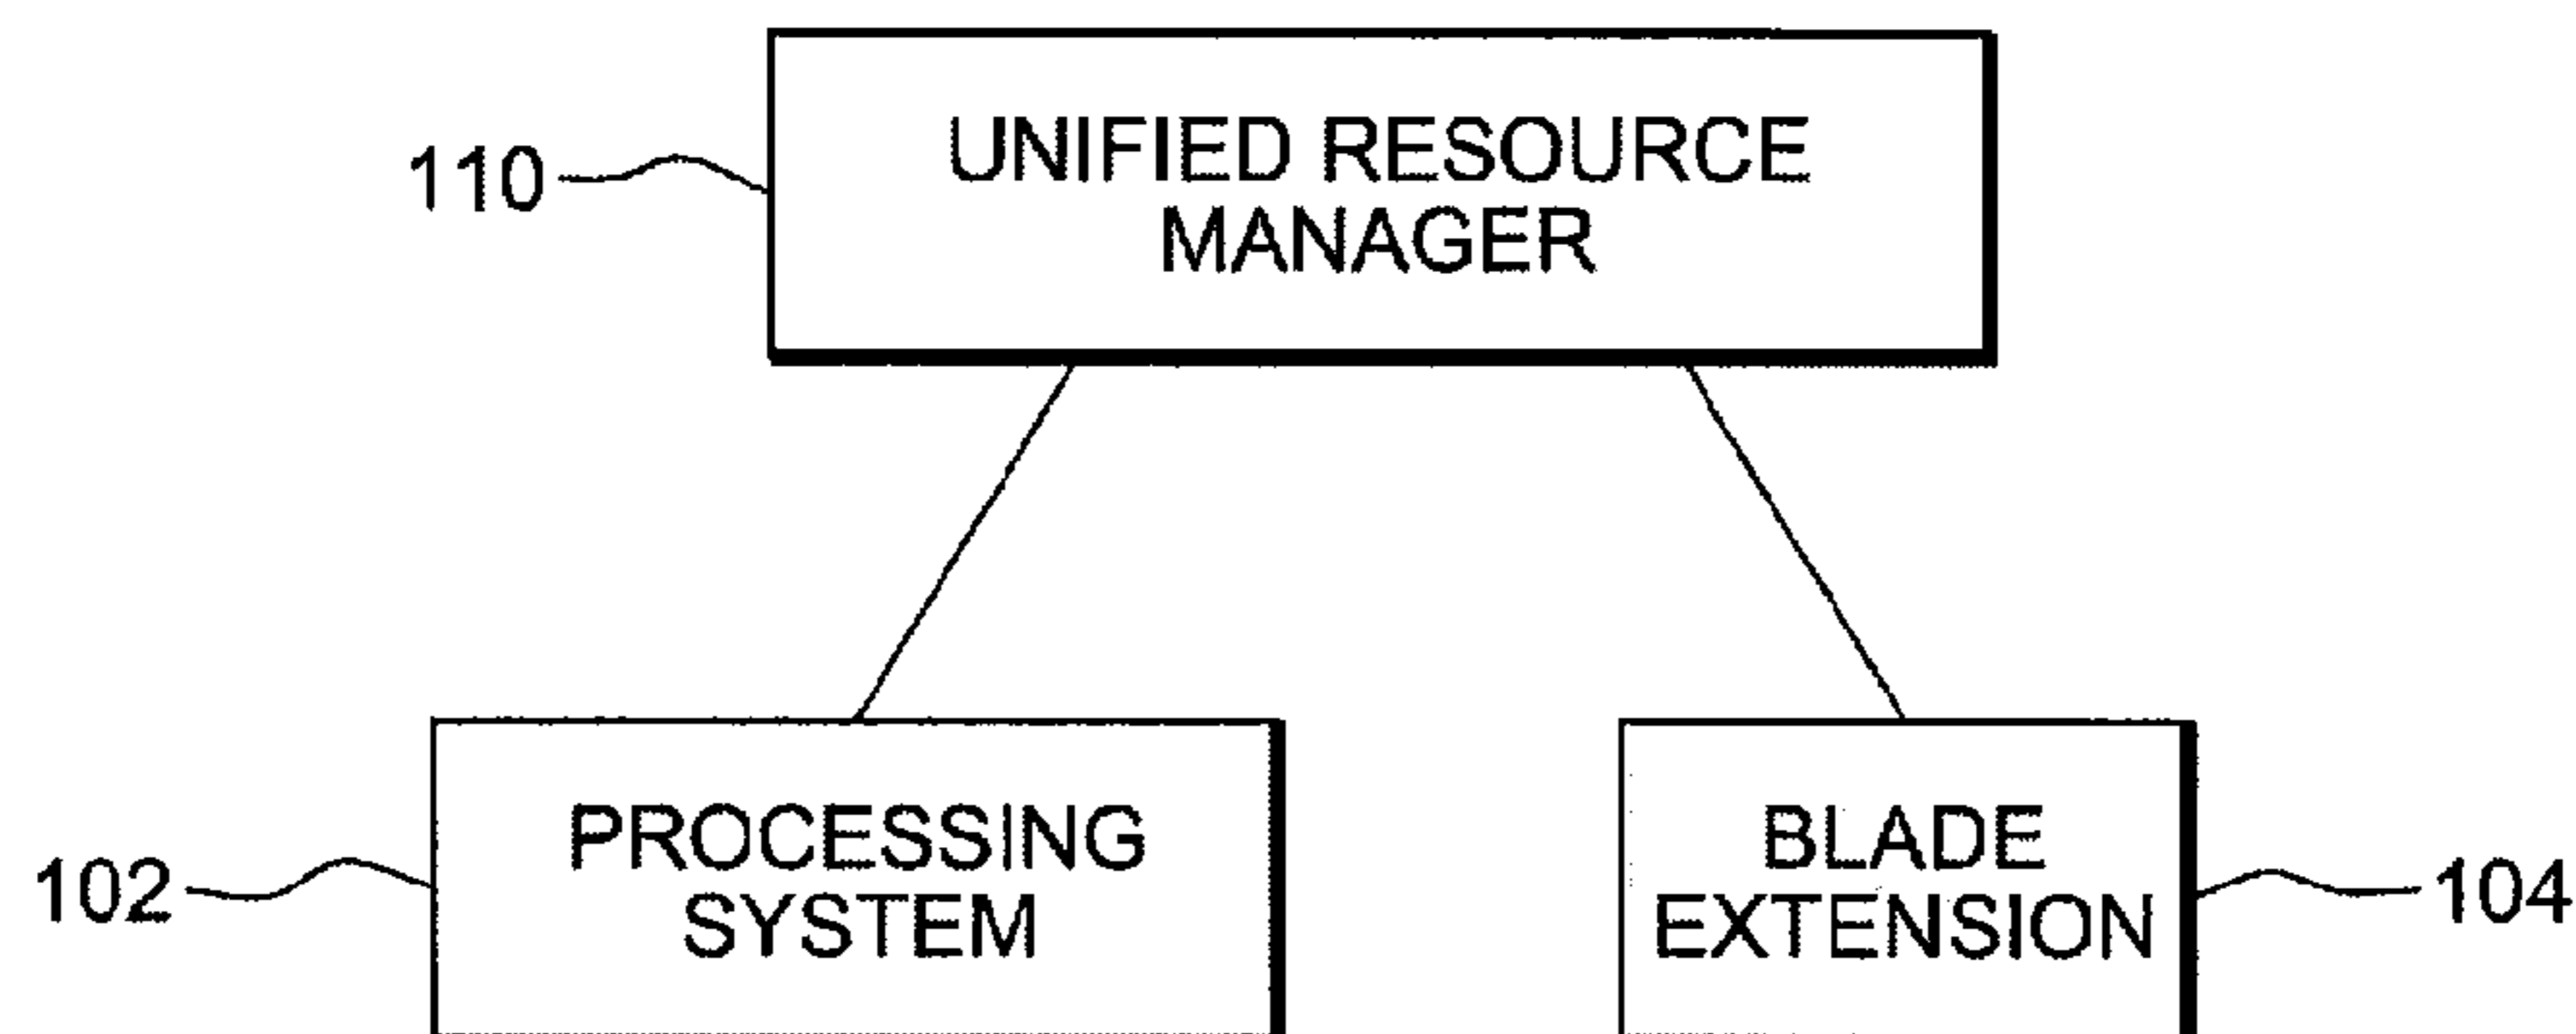 110
UNIFIED RESOURCE
MANAGER
102
PROCESSING
SYSTEM
BLADE
EXTENSION
104